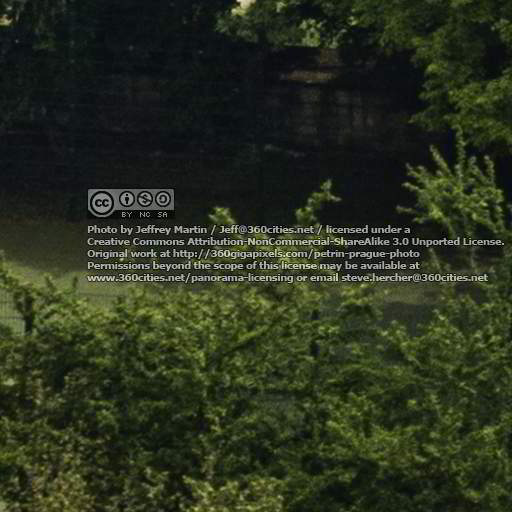 cc BY NC SA
Photo by Jeffrey Martin / Jeff@360cities.net / licensed under a
Creative Commons Attribution-NonCommercial-ShareAlike 3.0 Unported License.
Original work at http://360gigapixels.com/petrin-prague-photo
Permissions beyond the scope of this license may be available at
www.360cities.net/panorama-licensing or email steve.hercher@360cities.net